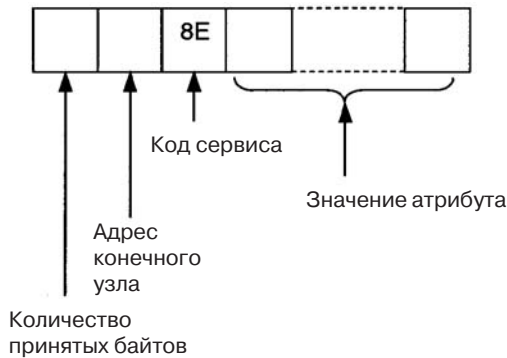 8E
Код сервиса
Значение атрибута
Адрес
конечного
узла
Количество
принятых байтов